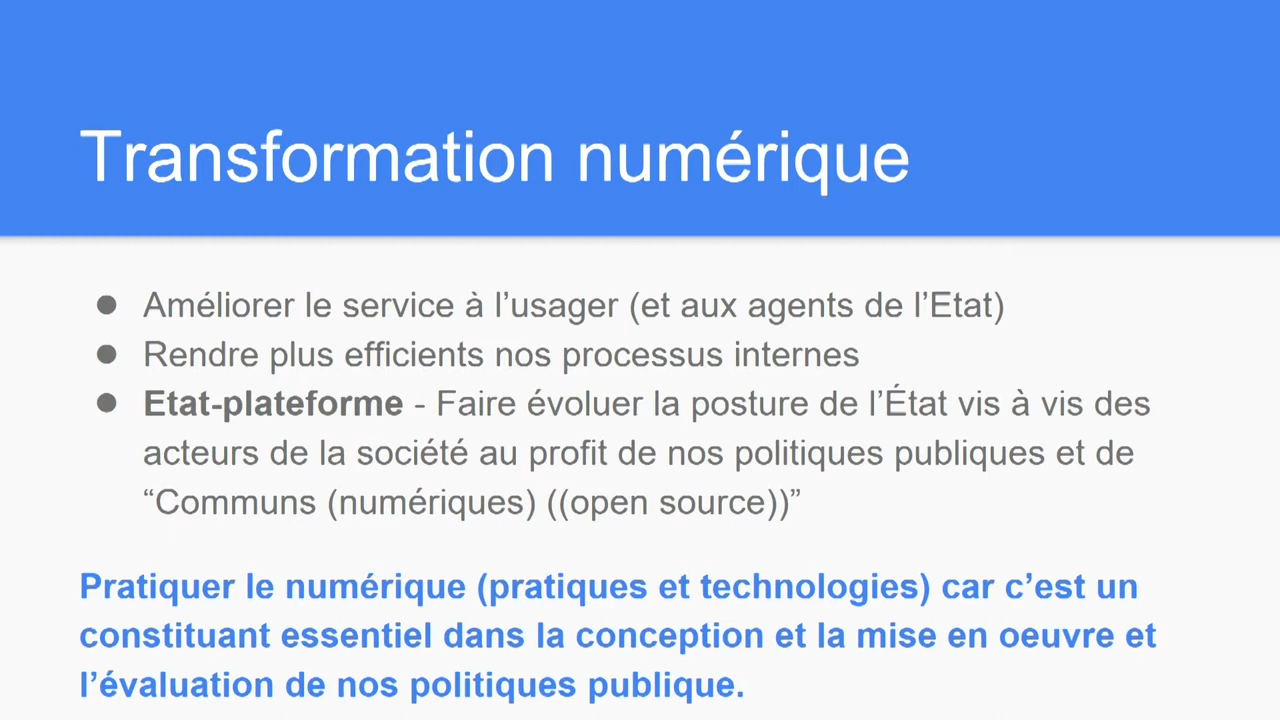 Transformation numérique
● Améliorer le service à l’usager (et aux agents de l’Etat)
● Rendre plus efficients nos processus internes
● Etat-plateforme - Faire évoluer la posture de l’État vis à vis des
acteurs de la société au profit de nos politiques publiques et de
“Communs (numériques) ((open source))”
Pratiquer le numérique (pratiques et technologies) car c’est un
constituant essentiel dans la conception et la mise en oeuvre et
l’évaluation de nos politiques publique.